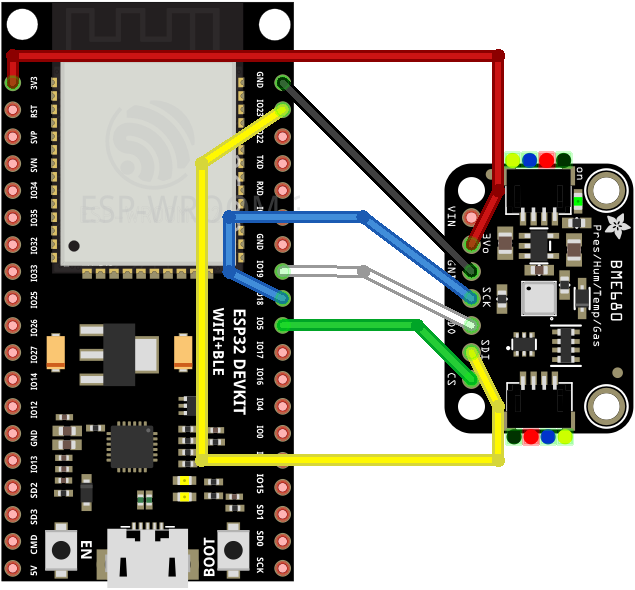 3V3
RST
SVP
SVN
IO34
IO35
IO32
IO33
IO25
IO26
IO27
IO14
IO12
GND
IO13
SD2
SD3
CMD
5V
ESP-WROOM
GND
IO23
IO22
TXD
RXD
GND
IO19
IO18
IO5
IO17
IO16
IO4
IO0
IO15
SD1
SD0
SCK
ESP32 DEVKIT
WIFI+BLE
EN
BOOT
VIN
3Vo
GND
SCK
SDO
SDI
CS
on
BME680
Pres/Hum/Temp/Gas